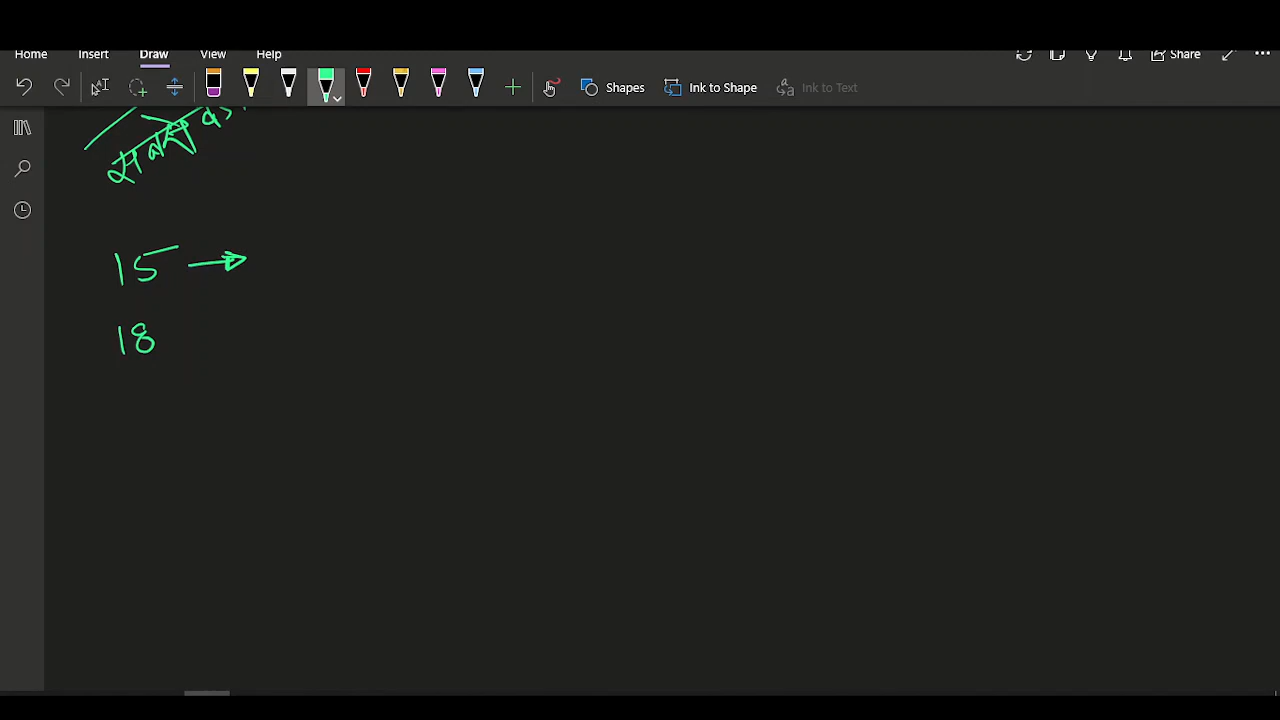 Home Insert Draw View Help Share
Shapes Ink to Shape Ink to Text
15 →
18